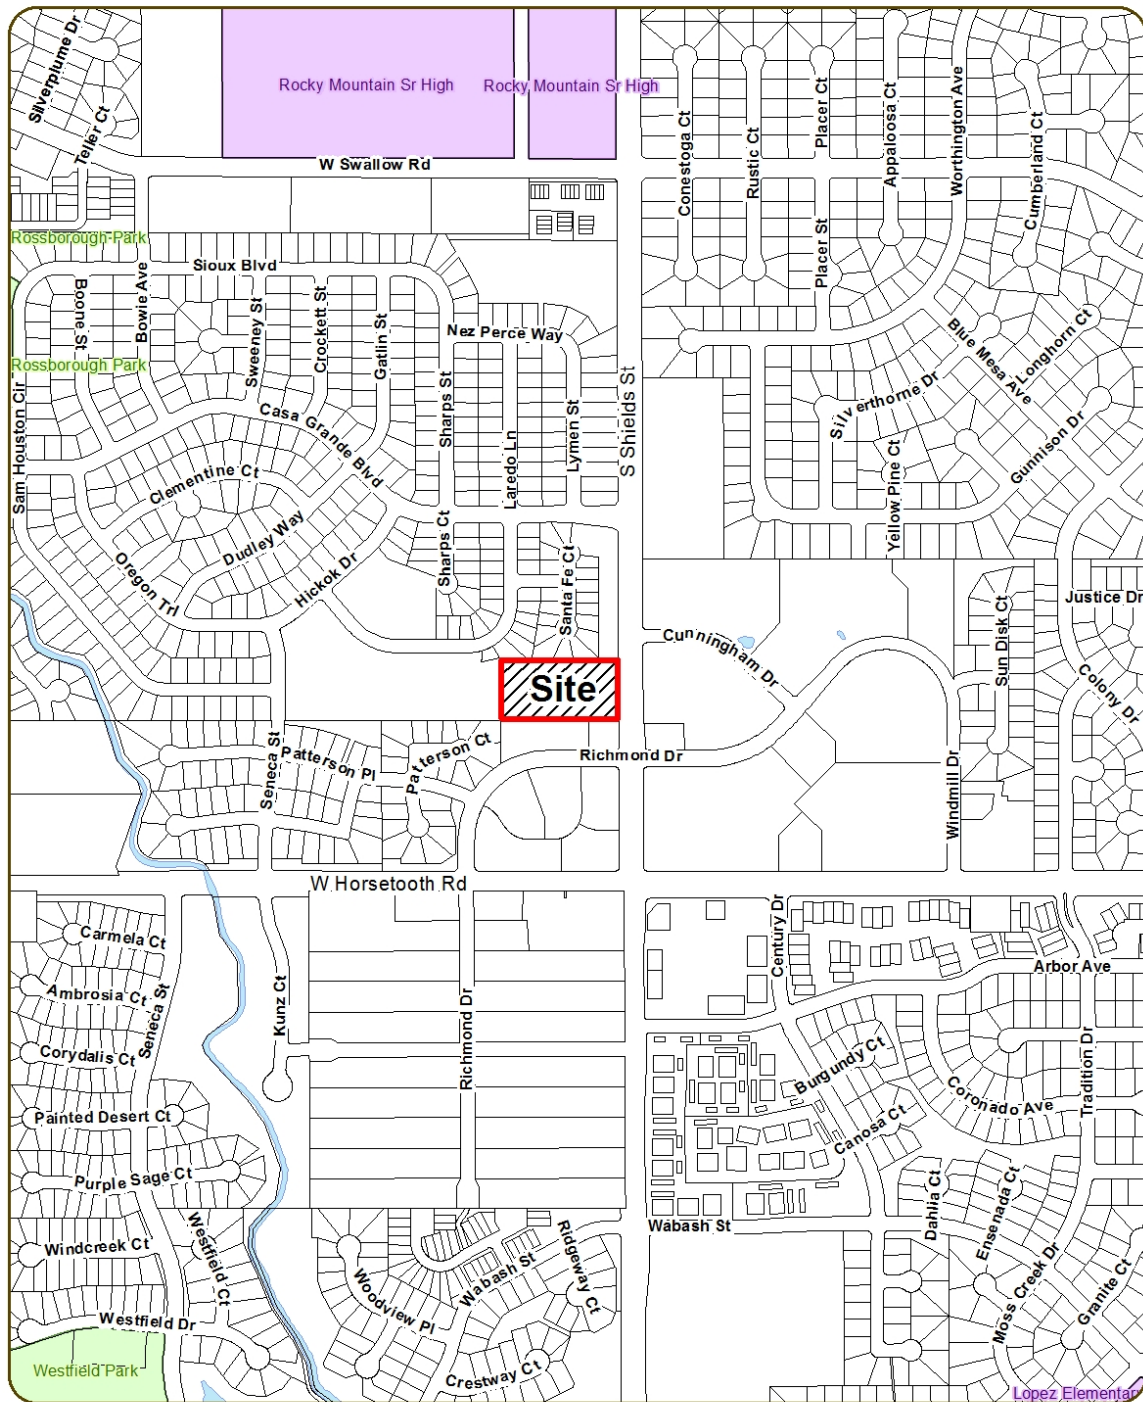 Silverplume Dr
Teller Ct
Rocky Mountain Sr High
Rocky Mountain Sr High
W Swallow Rd
Conestoga Ct
Rustic Ct
Placer Ct
Appaloosa Ct
Worthington Ave
Cumberland Ct
Placer St
Rossborough Park
Sioux Blvd
Boone St
Bowie Ave
Sweeney St
Crockett St
Gatlin St
Nez Perce Way
Rossborough Park
Sam Houston Cir
Casa Grande Blvd
Sharps St
Laredo Ln
Lymen St
S Shields St
Blue Mesa Ave
Longhorn Ct
Silverthorne Dr
Gunnison Dr
Yellow Pine Ct
Clementine Ct
Dudley Way
Oregon Trl
Hickok Dr
Sharps Ct
Santa Fe Ct
Cunningham Dr
Sun Disk Ct
Justice Dr
Colony Dr
Site
Seneca St
Patterson Pl
Patterson Ct
Richmond Dr
Windmill Dr
W Horsetooth Rd
Carmela Ct
Ambrosia Ct
Seneca St
Corydalis Ct
Painted Desert Ct
Purple Sage Ct
Windcreek Ct
Westfield Ct
Westfield Dr
Westfield Park
Kunz Ct
Richmond Dr
Century Dr
Arbor Ave
Burgundy Ct
Canosa Ct
Coronado Ave
Tradition Dr
Wabash St
Dahlia Ct
Ensenada Ct
Moss Creek Dr
Granite Ct
Woodview Pl
Wabash St
Ridgeway Ct
Crestway Ct
Lopez Elementar